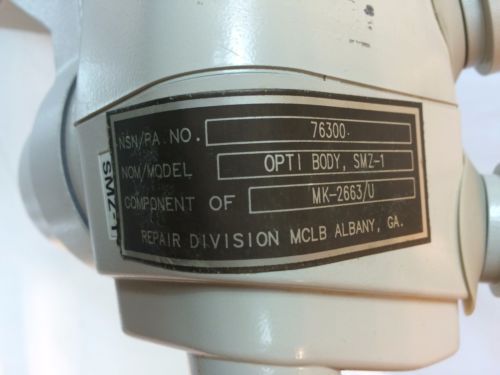 NSN/PA NO. 76300.
NOM/MODEL OPTI BODY, SMZ-1
COMPONENT OF MK-2663/U
REPAIR DIVISION MCLB ALBANY, GA.
SMZ-1